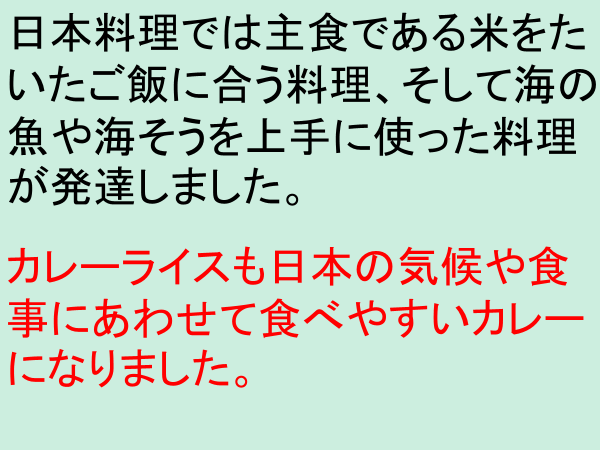 日本料理では主食である米をた
いたご飯に合う料理、そして海の
魚や海そうを上手に使った料理
が発達しました。
カレーライスも日本の気候や食
事にあわせて食べやすいカレー
になりました。